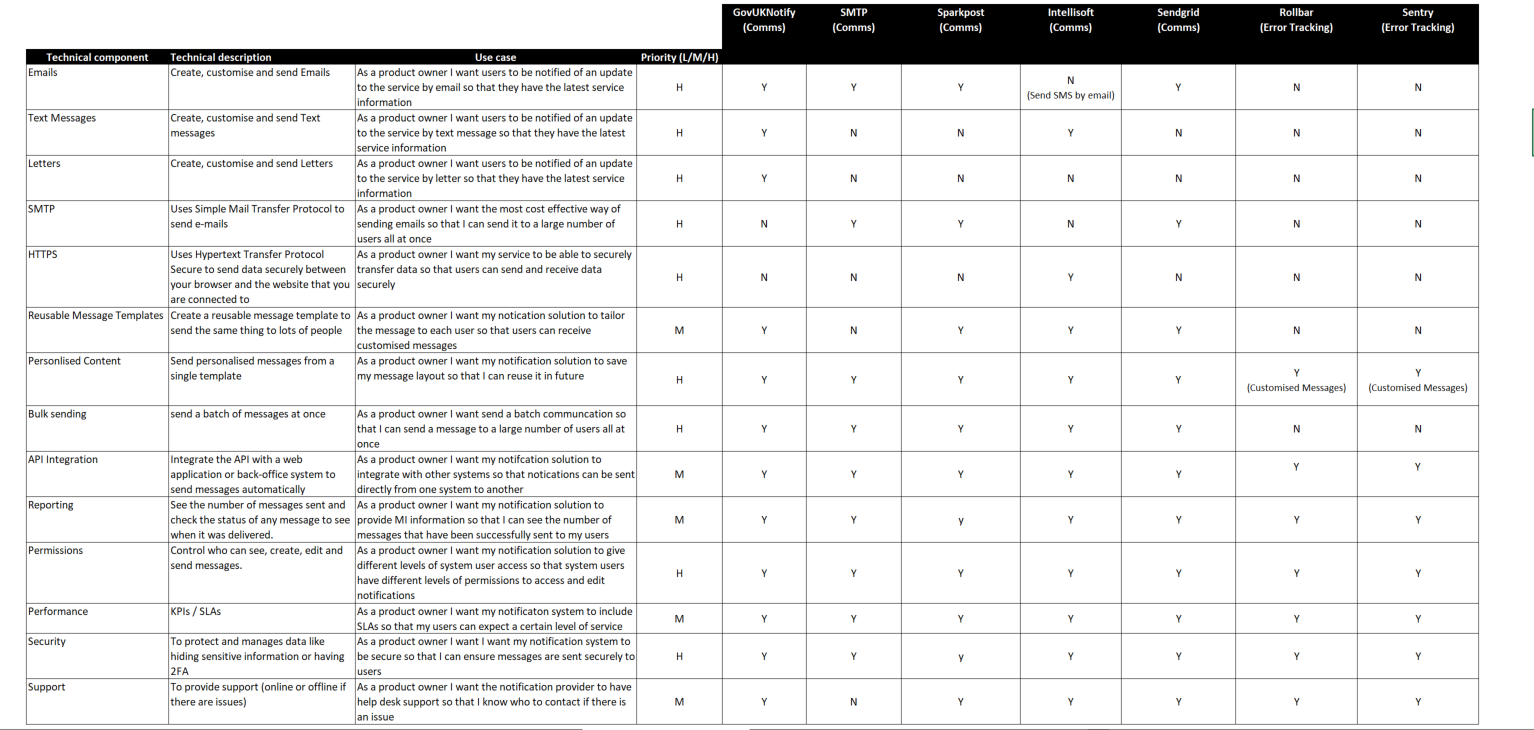 GovUKNotify SMTP Sparkpost Intellisoft Sendgrid Rollbar Sentry
(Comms) (Comms) (Comms) (Comms) (Comms) (Error Tracking) (Error Tracking)
Technical component Technical description Use case Priority (L/M/H)
Emails
Create, customise and send Emails
As a product owner I want users to be notified of an update
to the service by email so that they have the latest service
information
H Y Y Y N Y N N
(Send SMS by email)
Text Messages
Create, customise and send Text
messages
As a product owner I want users to be notified of an update
to the service by text message so that they have the latest
service information
H Y N N Y N N N
Letters
Create, customise and send Letters
As a product owner I want users to be notified of an update
to the service by letter so that they have the latest service
information
H Y N N N N N N
SMTP
Uses Simple Mail Transfer Protocol to
send e-mails
As a product owner I want the most cost effective way of
sending emails so that I can send it to a large number of
users all at once
H N Y Y N Y N N
HTTPS
Uses Hypertext Transfer Protocol
Secure to send data securely between
your browser and the website that you
are connected to
As a product owner I want my service to be able to securely
transfer data so that users can send and receive data
securely
H N N N Y N N N
Reusable Message Templates
Create a reusable message template to
send the same thing to lots of people
As a product owner I want my notication solution to tailor
the message to each user so that users can receive
customised messages
M Y N Y Y Y N N
Personlised Content
Send personalised messages from a
single template
As a product owner I want my notification solution to save
my message layout so that I can reuse it in future
H Y Y Y Y Y Y Y
(Customised Messages) (Customised Messages)
Bulk sending
send a batch of messages at once
As a product owner I want send a batch communcation so
that I can send a message to a large number of users all at
once
H Y Y Y Y Y N N
API Integration
Integrate the API with a web
application or back-office system to
send messages automatically
As a product owner I want my notifcation solution to
integrate with other systems so that notications can be sent
directly from one system to another
M Y Y Y Y Y Y Y
Reporting
See the number of messages sent and
check the status of any message to see
when it was delivered.
As a product owner I want my notification solution to
provide MI information so that I can see the number of
messages that have been successfully sent to my users
M Y Y y Y Y Y Y
Permissions
Control who can see, create, edit and
send messages.
As a product owner I want my notification solution to give
different levels of system user access so that system users
have different levels of permissions to access and edit
notifications
H Y Y Y Y Y Y Y
Performance
KPIs / SLAs
As a product owner I want my notificaton system to include
SLAs so that my users can expect a certain level of service
M Y Y Y Y Y Y Y
Security
To protect and manages data like
hiding sensitive information or having
2FA
As a product owner I want I want my notification system to
be secure so that I can ensure messages are sent securely to
users
H Y Y y Y Y Y Y
Support
To provide support (online or offline if
there are issues)
As a product owner I want the notification provider to have
help desk support so that I know who to contact if there is
an issue
M Y N Y Y Y Y Y